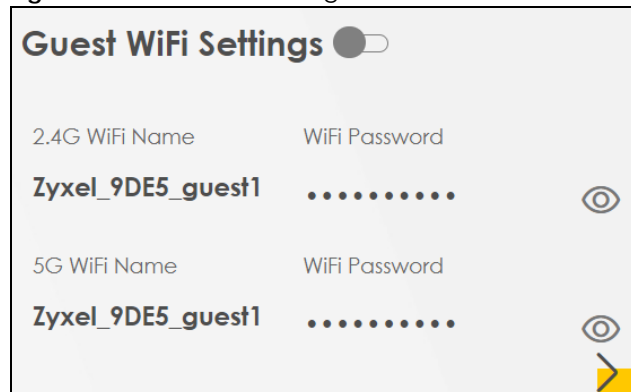 Guest WiFi Settings
2.4G WiFi Name WiFi Password
Zyxel_9DE5_guest1 ••••••••••
5G WiFi Name WiFi Password
Zyxel_9DE5_guest1 ••••••••••